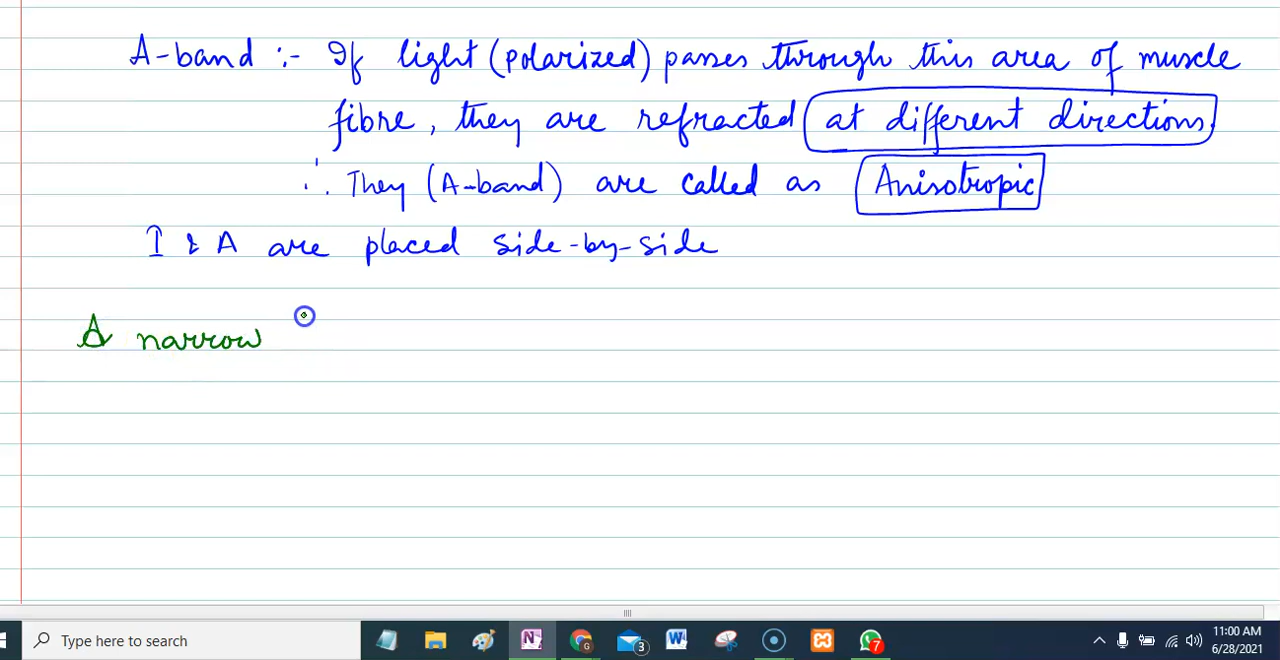 A-band :- If light (polarized) passes through this area of muscle
fibre, they are refracted at different directions.
∴ They (A-band) are called as Anisotropic
I & A are placed side-by-side
A narrow
Type here to search
3
7
11:00 AM
6/28/2021